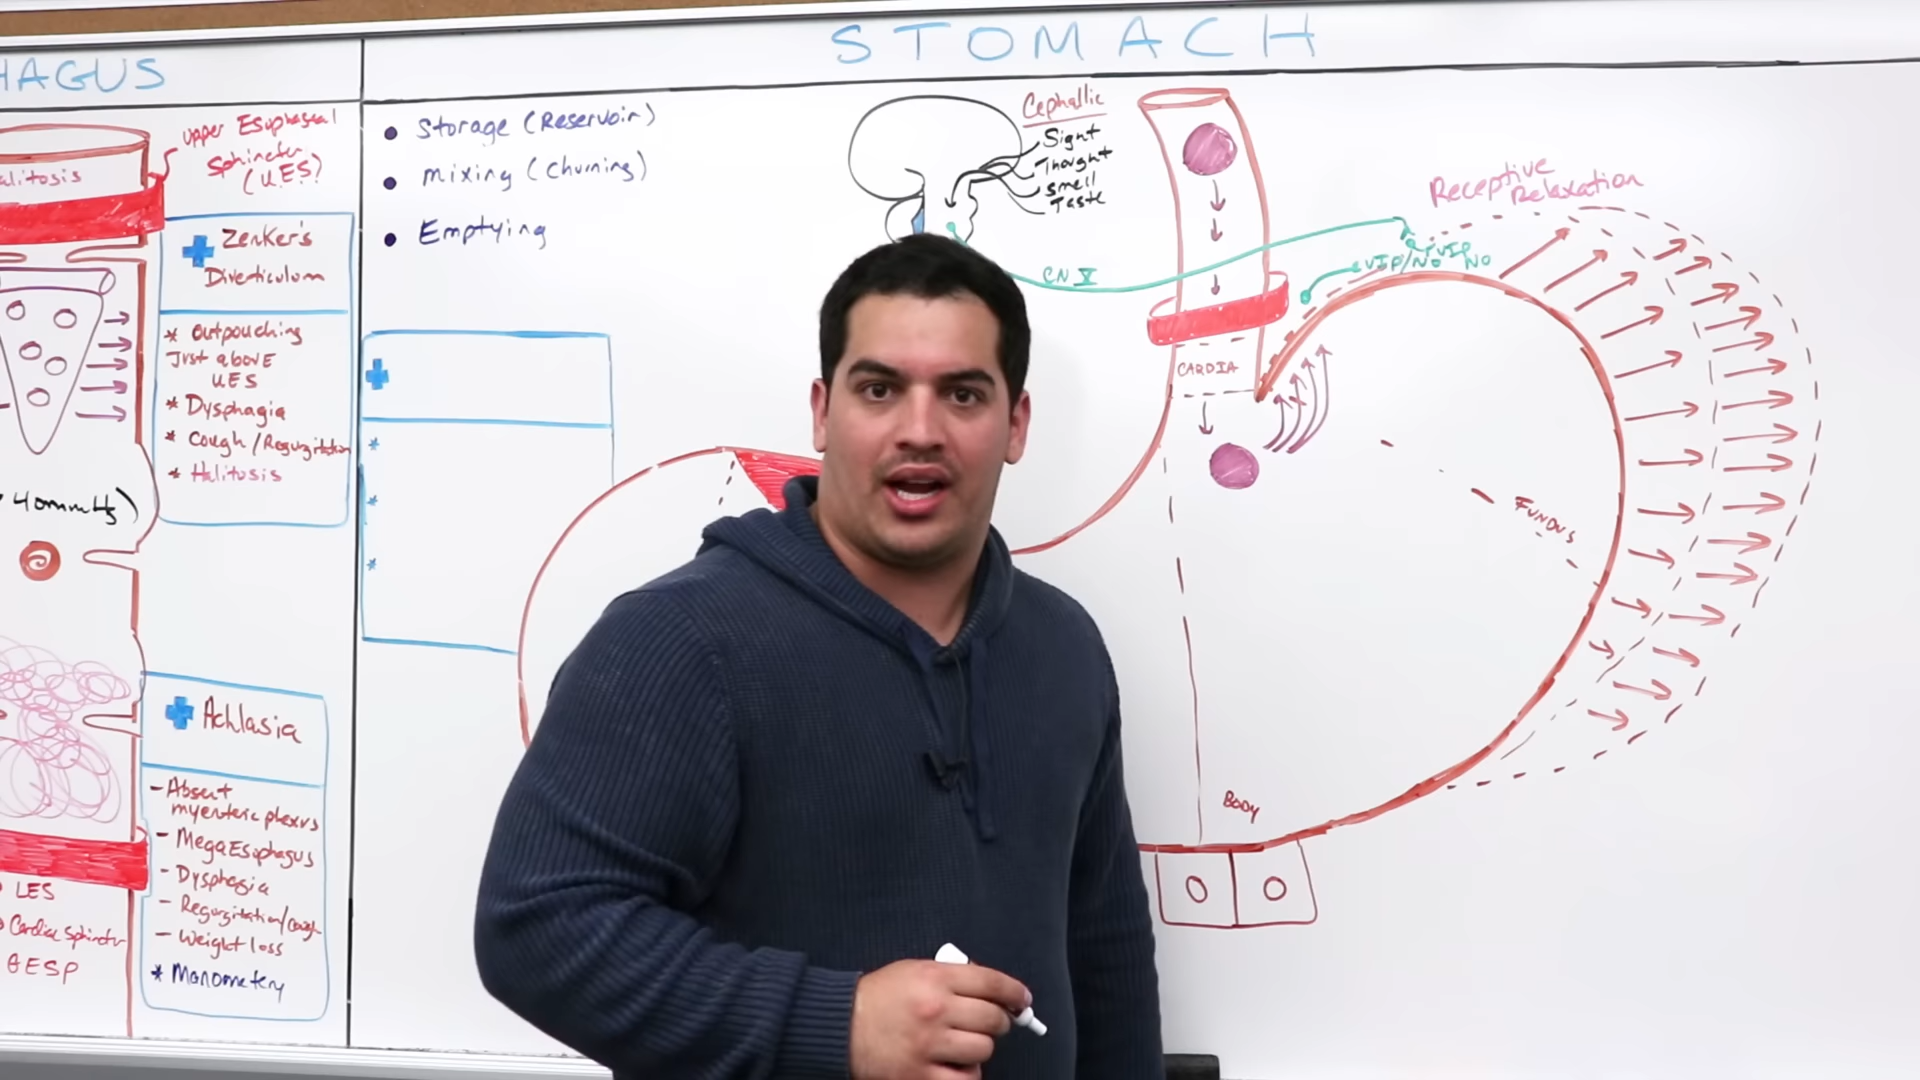 HAGUS
STOMACH
alitosis
Upper Esophageal
Sphincter
(UES)
Zenker's
Diverticulum
* Outpouching
Just above
UES
* Dysphagia
* Cough/Regurgitation
* Halitosis
40mmHg)
Achlasia
- Absent
myenteric plexus
- MegaEsophagus
- Dysphagia
- Regurgitation/Cough
- Weight loss
* Manometry
LES
Cardiac Sphincter
GESP
• Storage (Reservoir)
• Mixing (Churning)
• Emptying
*
*
*
Cephallic
Sight
Thought
Smell
Taste
CN X
Receptive
Relaxation
VIP/NO
VIP
NO
CARDIA
FUNDUS
BODY